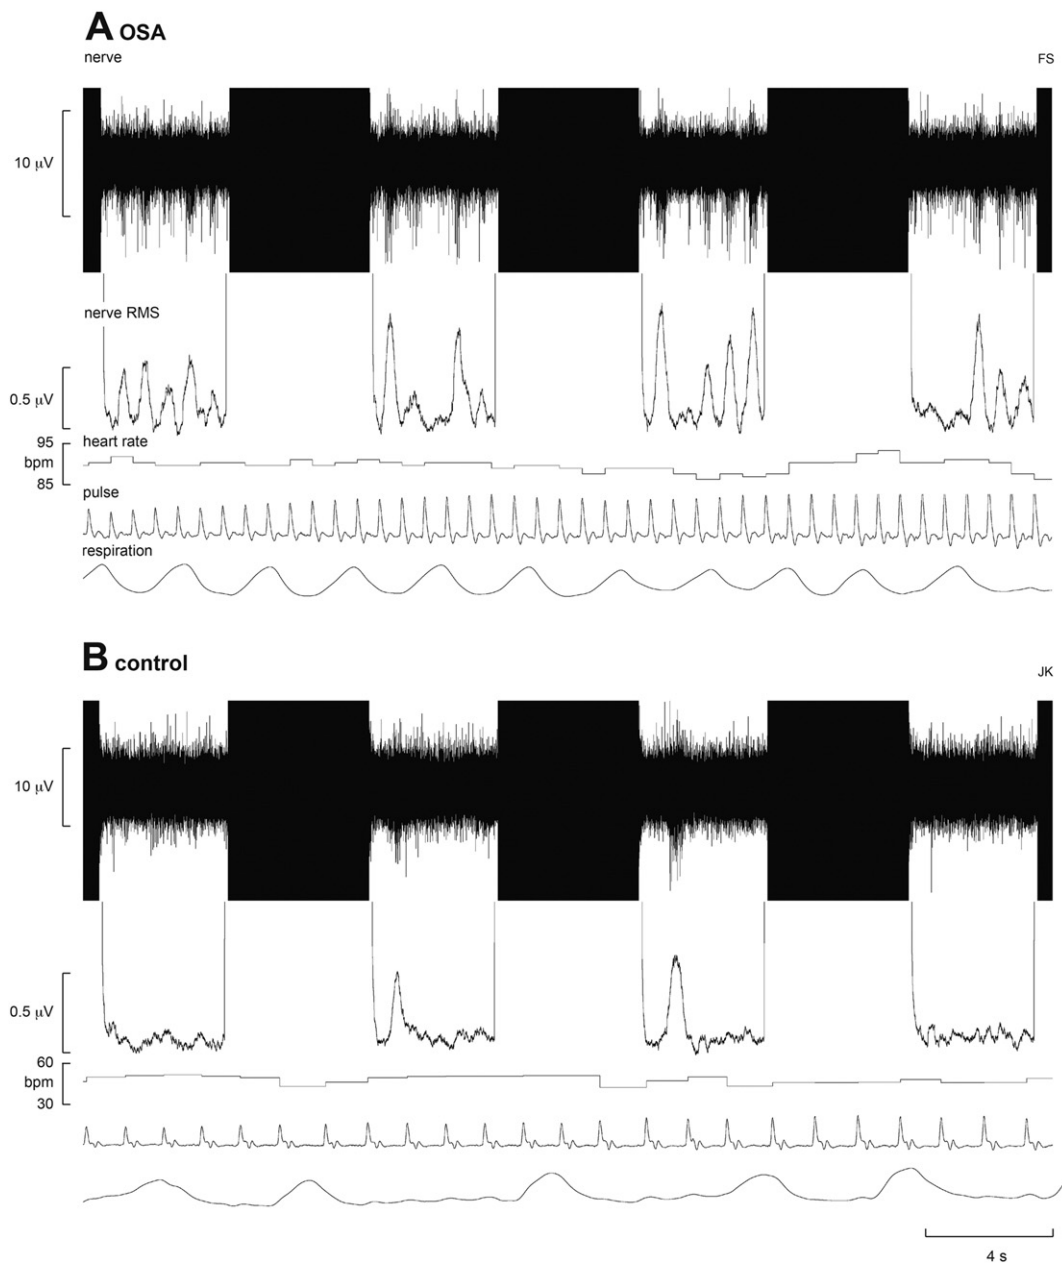 A OSA
nerve
FS
10 μV
nerve RMS
0.5 μV
95
heart rate
bpm
85
pulse
respiration
B control
JK
10 μV
0.5 μV
60
bpm
30
4 s